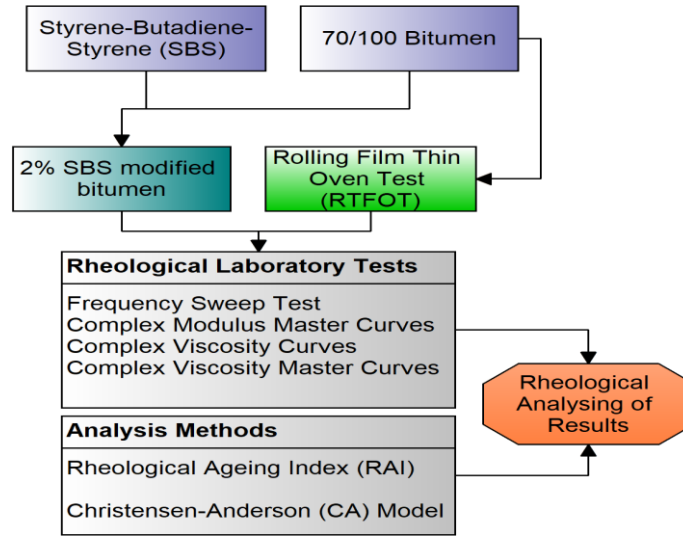 Styrene-Butadiene-
Styrene (SBS)
70/100 Bitumen
2% SBS modified
bitumen
Rolling Film Thin
Oven Test
(RTFOT)
Rheological Laboratory Tests
Frequency Sweep Test
Complex Modulus Master Curves
Complex Viscosity Curves
Complex Viscosity Master Curves
Rheological
Analysing of
Results
Analysis Methods
Rheological Ageing Index (RAI)
Christensen-Anderson (CA) Model